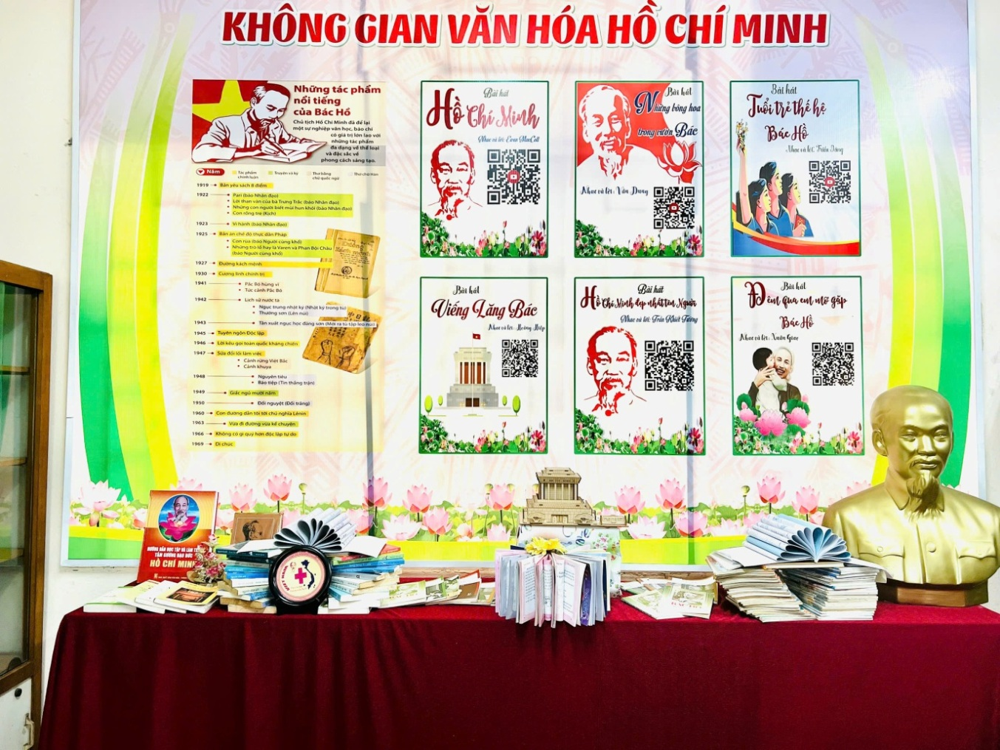 KHÔNG GIAN VĂN HÓA HỒ CHÍ MINH
Những tác phẩm
nổi tiếng
của Bác Hồ
Chủ tịch Hồ Chí Minh đã để lại
một sự nghiệp văn học, báo chí
có giá trị lớn lao với
những tác phẩm
đa dạng về thể loại
và đặc sắc về
phong cách sáng tạo.
Năm
Tác phẩm
chính luận
Truyện và ký
Thơ bằng
chữ quốc ngữ
Thơ chữ Hán
1919 Bản yêu sách 8 điểm
1922 Pari (báo Nhân đạo)
Lời than vãn của bà Trưng Trắc (báo Nhân đạo)
Những con người biết mùi hun khói (báo Nhân đạo)
Con rồng tre (Kịch)
1923 Vi hành (báo Nhân đạo)
1925 Bản án chế độ thực dân Pháp
Con rùa (báo Người cùng khổ)
Những trò lố hay là Varen và Phan Bội Châu
(báo Người cùng khổ)
1927 Đường kách mệnh
1930 Cương lĩnh chính trị
1941 Pác Bó hùng vĩ
Tức cảnh Pác Bó
1942 Lịch sử nước ta
Ngục trung nhật ký (Nhật ký trong tù)
Thướng sơn (Lên núi)
1943 Tân xuất ngục học đăng sơn (Mới ra tù tập leo núi)
1945 Tuyên ngôn Độc lập
1946 Lời kêu gọi toàn quốc kháng chiến
1947 Sửa đổi lối làm việc
Cảnh rừng Việt Bắc
Cảnh khuya
1948 Nguyên tiêu
Báo tiệp (Tin thắng trận)
1949 Giấc ngủ mười năm
1950 Đối nguyệt (Đối trăng)
1960 Con đường dẫn tôi tới chủ nghĩa Lênin
1963 Vừa đi đường vừa kể chuyện
1966 Không có gì quý hơn độc lập tự do
1969 Di chúc
Bài hát
Hồ Chí Minh
Nhạc và lời: Ewan MacColl
Bài hát
Những bông hoa
trong vườn Bác
Nhạc và lời: Văn Dung
Bài hát
Tuổi trẻ thế hệ
Bác Hồ
Nhạc và lời: Triều Dâng
Bài hát
Viếng Lăng Bác
Nhạc và lời: Hoàng Hiệp
Bài hát
Hồ Chí Minh đẹp nhất tên Người
Nhạc và lời: Trần Kiết Tường
Bài hát
Đêm qua em mơ gặp
Bác Hồ
Nhạc và lời: Xuân Giao
TẤM GƯƠNG ĐẠO ĐỨC
HỒ CHÍ MINH